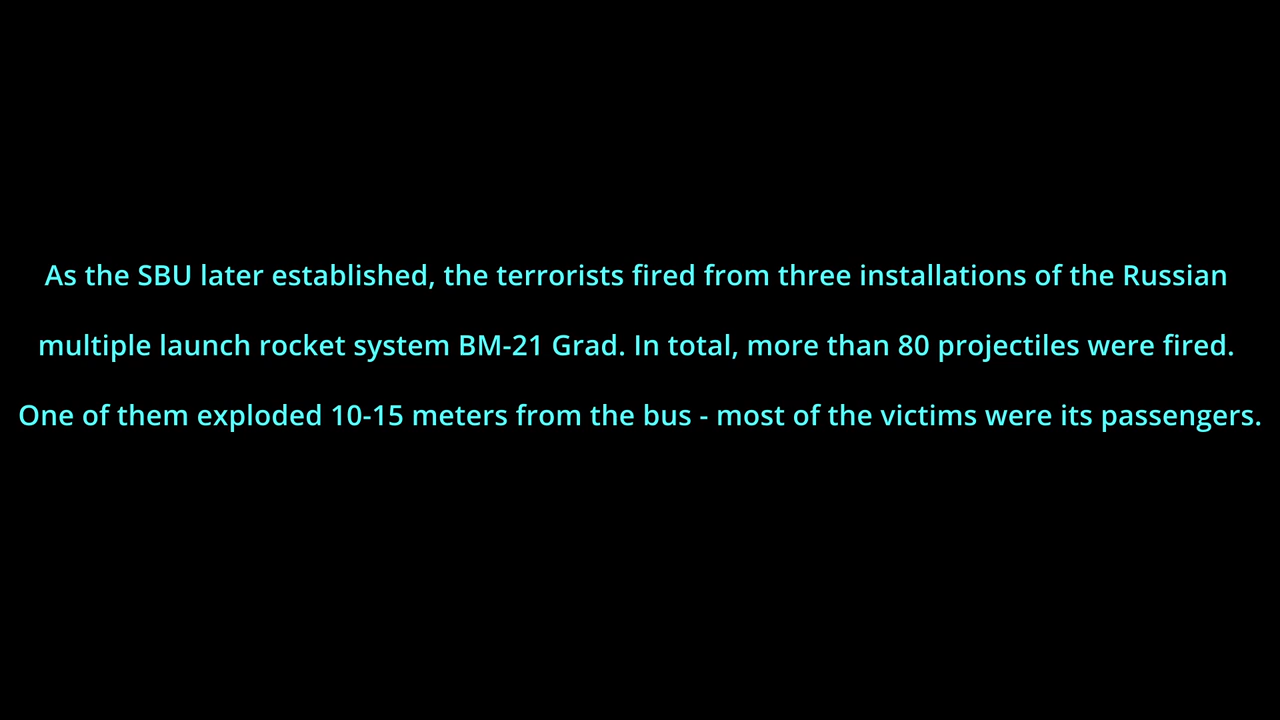 As the SBU later established, the terrorists fired from three installations of the Russian
multiple launch rocket system BM-21 Grad. In total, more than 80 projectiles were fired.
One of them exploded 10-15 meters from the bus - most of the victims were its passengers.